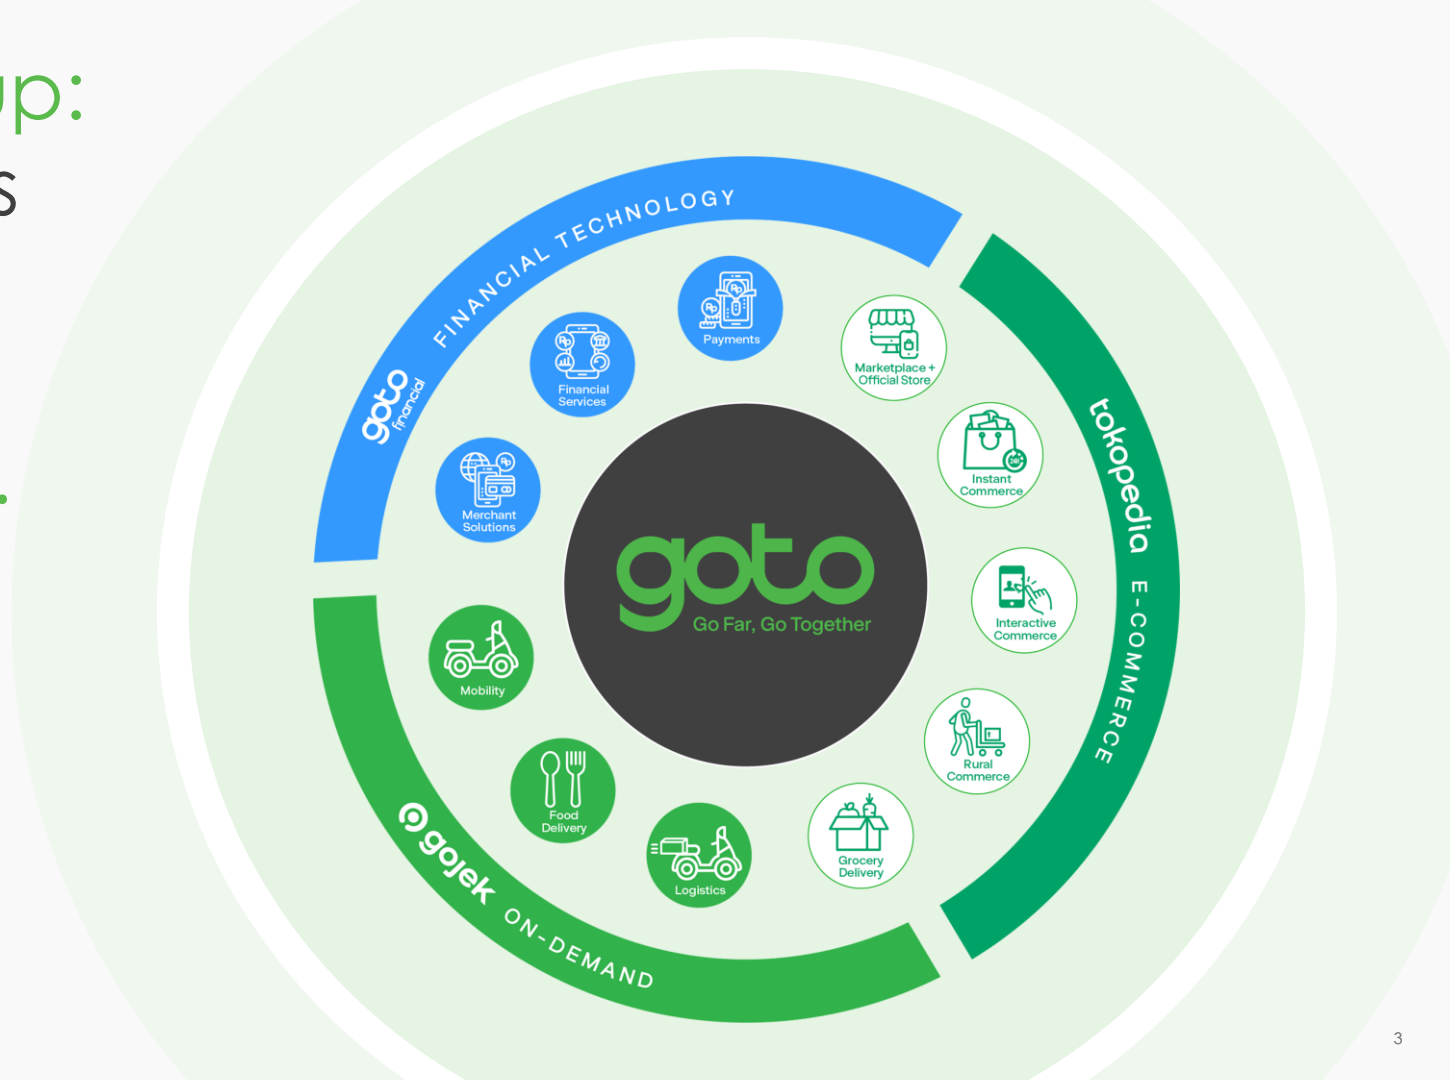 up:
s
.
goto
financial
FINANCIAL TECHNOLOGY
Payments
Financial
Services
Merchant
Solutions
Marketplace +
Official Store
Instant
Commerce
Interactive
Commerce
Rural
Commerce
Grocery
Delivery
tokopedia
E-COMMERCE
goto
Go Far, Go Together
Mobility
Food
Delivery
Logistics
gojek
ON-DEMAND
3